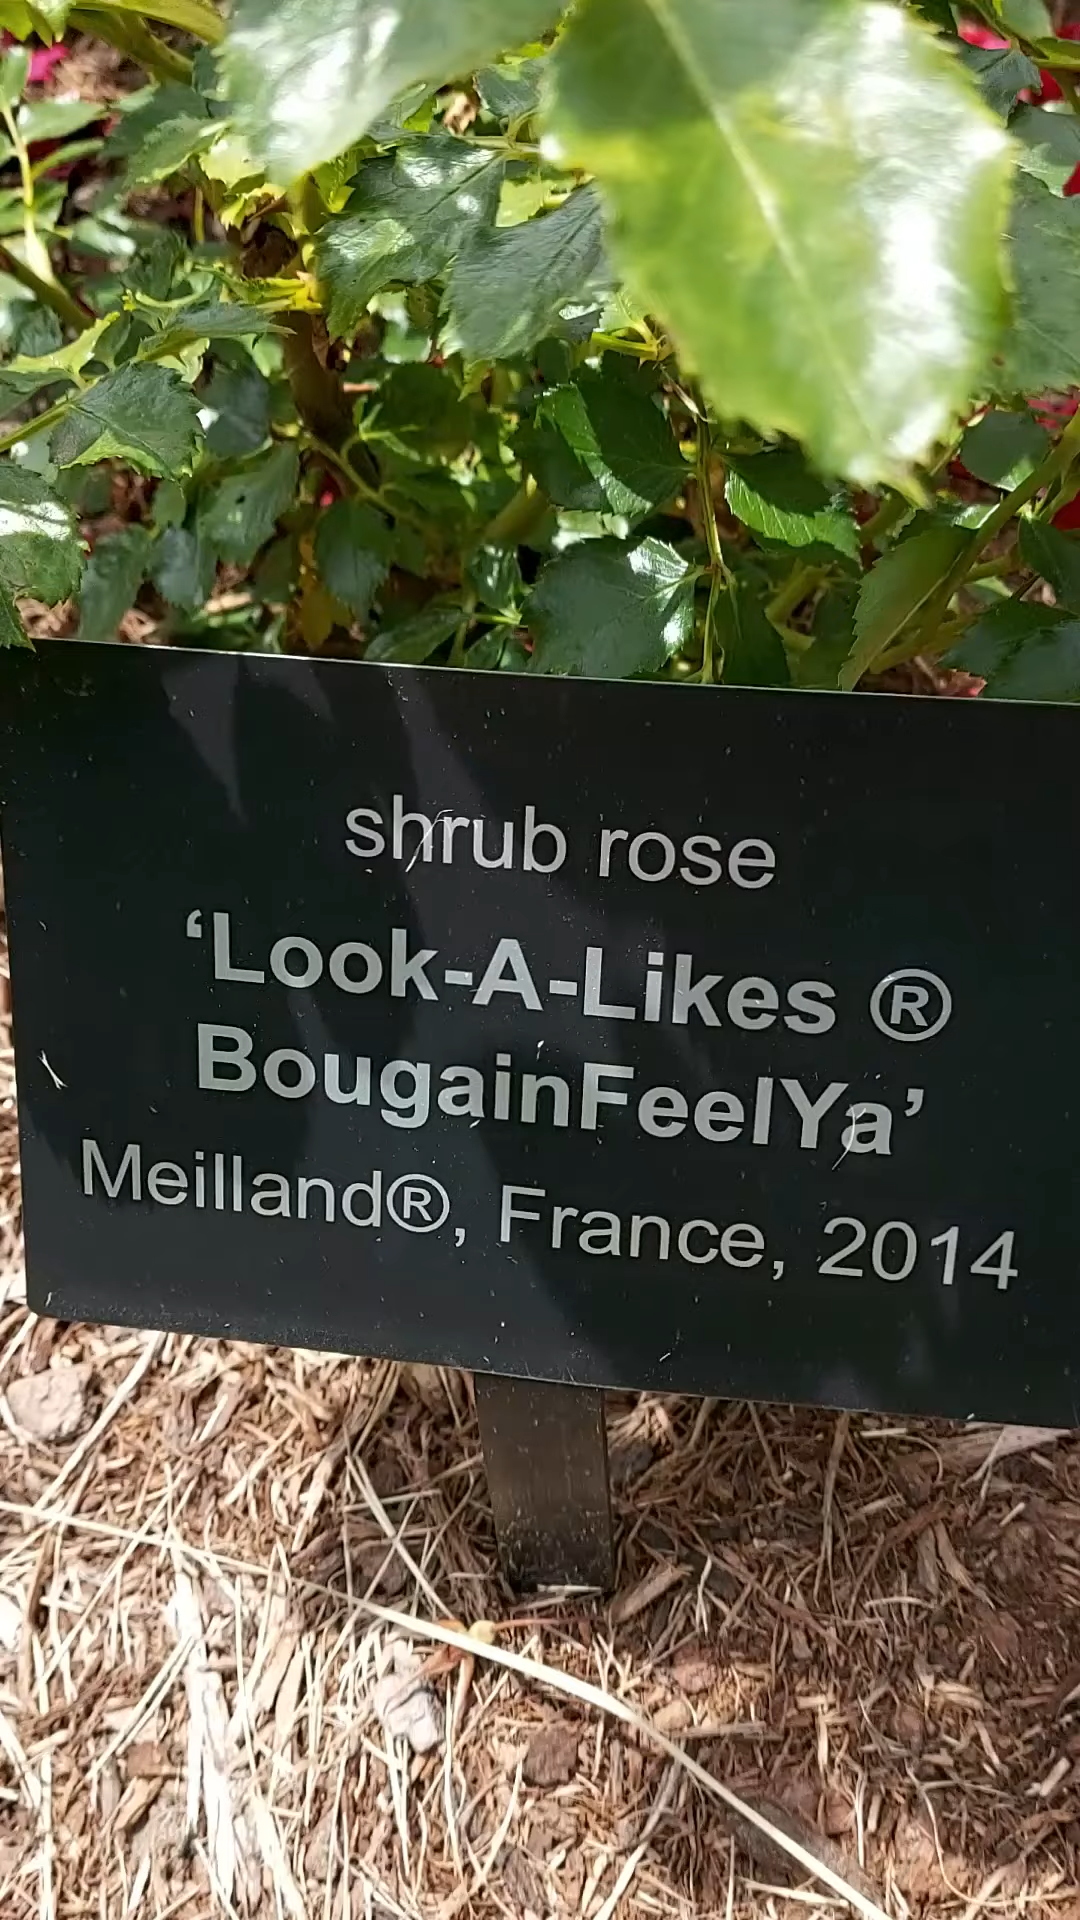 shrub rose
‘Look-A-Likes ®
BougainFeelYa’
Meilland®, France, 2014